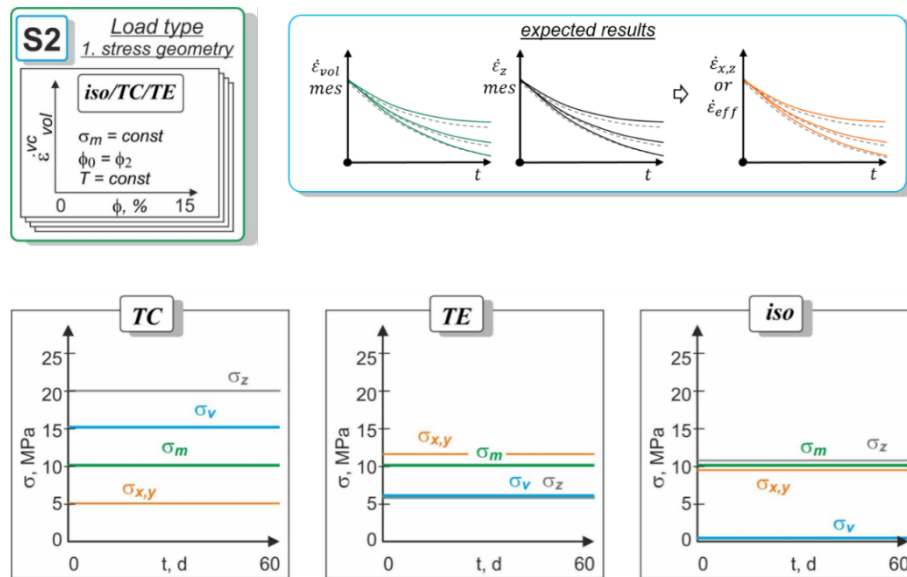 S2
Load type
1. stress geometry
iso/TC/TE
ε̇ vc vol
σm = const
ϕ0 = ϕ2
T = const
0 ϕ, % 15
expected results
ε̇vol
mes
t
ε̇z
mes
t
ε̇x,z
or
ε̇eff
t
TC
25
20
15
10
5
0
σ, MPa
σz
σv
σm
σx,y
0 t, d 60
TE
25
20
15
10
5
0
σ, MPa
σx,y
σm
σv σz
0 t, d 60
iso
25
20
15
10
5
0
σ, MPa
σm σz
σx,y
σv
0 t, d 60